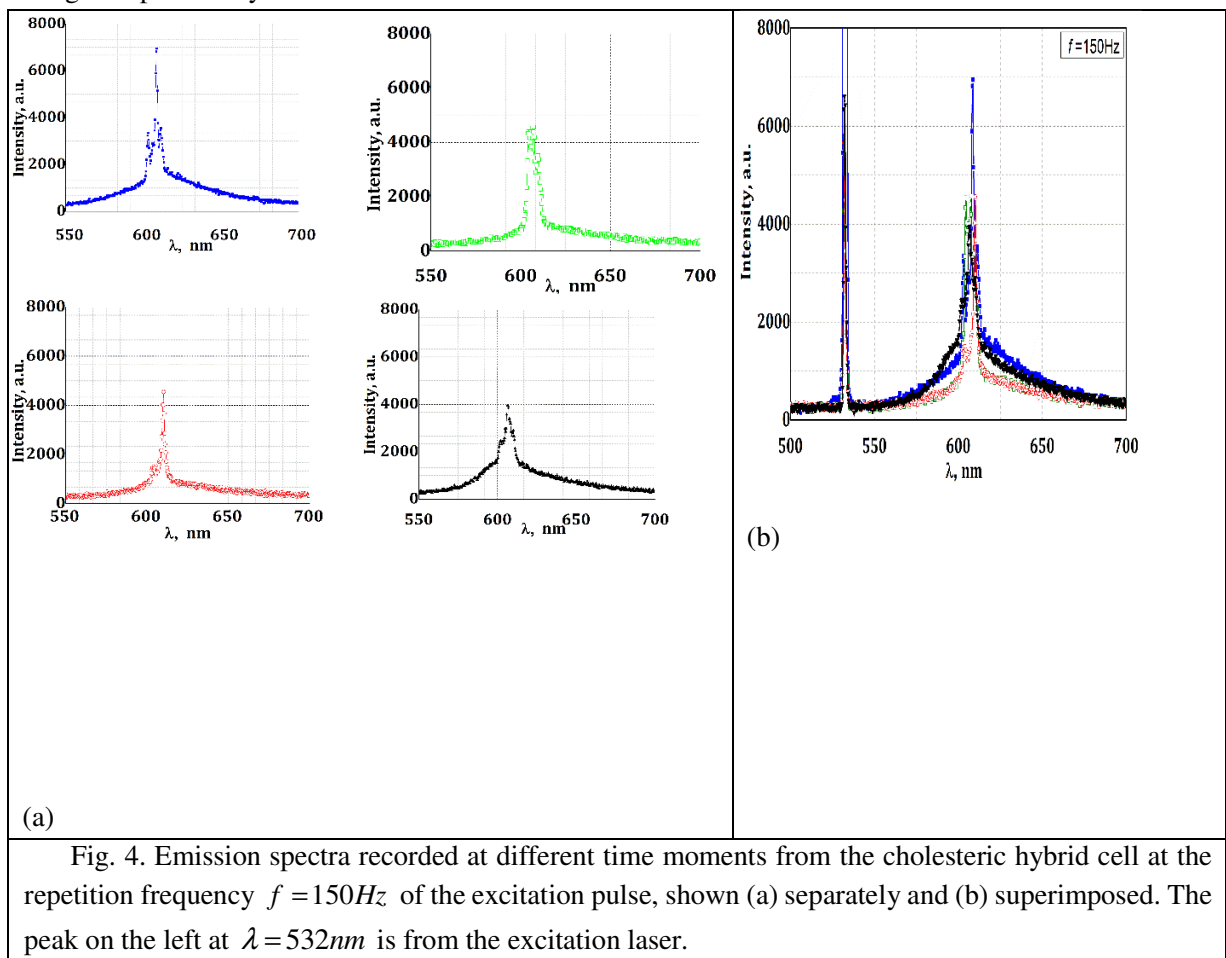 8000
6000
4000
2000
0
Intensity, a.u.
550 600 650 700
λ, nm
8000
6000
4000
2000
0
Intensity, a.u.
550 600 650 700
λ, nm
8000
6000
4000
2000
0
Intensity, a.u.
550 600 650 700
λ, nm
8000
6000
4000
2000
0
Intensity, a.u.
550 600 650 700
λ, nm
(a)
8000
6000
4000
2000
0
Intensity, a.u.
f=150Hz
500 550 600 650 700
λ, nm
(b)
Fig. 4. Emission spectra recorded at different time moments from the cholesteric hybrid cell at the
repetition frequency f = 150Hz of the excitation pulse, shown (a) separately and (b) superimposed. The
peak on the left at λ = 532nm is from the excitation laser.